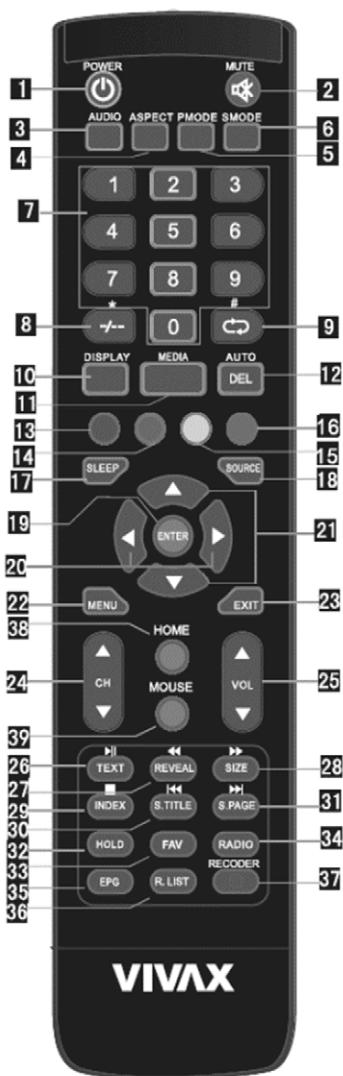 POWER MUTE
1 2
AUDIO ASPECT PMODE SMODE
3 6
4 5
1 2 3
7
4 5 6
7 8 9
* #
8 -/-- 0 9
DISPLAY MEDIA AUTO
10 DEL 12
11
13 16
14 15
SLEEP SOURCE
17 18
19 ENTER 21
20
22 MENU EXIT 23
38 HOME
24 CH VOL 25
MOUSE
39
26 TEXT REVEAL SIZE 28
27
29 INDEX S.TITLE S.PAGE 31
30
32 HOLD FAV RADIO 34
33 RECODER
35 EPG R.LIST 37
36
VIVAX